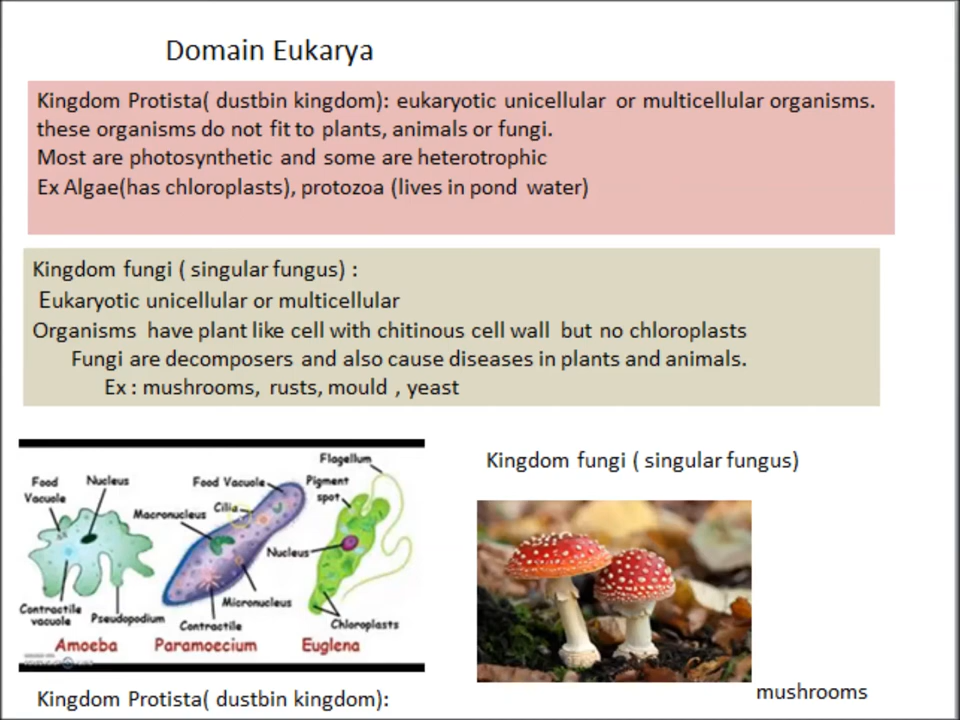 Domain Eukarya
Kingdom Protista( dustbin kingdom): eukaryotic unicellular or multicellular organisms.
these organisms do not fit to plants, animals or fungi.
Most are photosynthetic and some are heterotrophic
Ex Algae(has chloroplasts), protozoa (lives in pond water)
Kingdom fungi ( singular fungus) :
Eukaryotic unicellular or multicellular
Organisms have plant like cell with chitinous cell wall but no chloroplasts
Fungi are decomposers and also cause diseases in plants and animals.
Ex : mushrooms, rusts, mould , yeast
Food
Vacuole
Nucleus
Contractile
vacuole
Pseudopodium
Amoeba
Food Vacuole
Cilia
Macronucleus
Micronucleus
Contractile
Paramoecium
Flagellum
Pigment
spot
Nucleus
Chloroplasts
Euglena
Kingdom Protista( dustbin kingdom):
Kingdom fungi ( singular fungus)
mushrooms